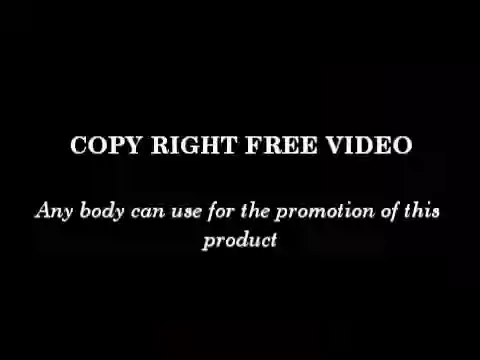 COPY RIGHT FREE VIDEO
Any body can use for the promotion of this
product